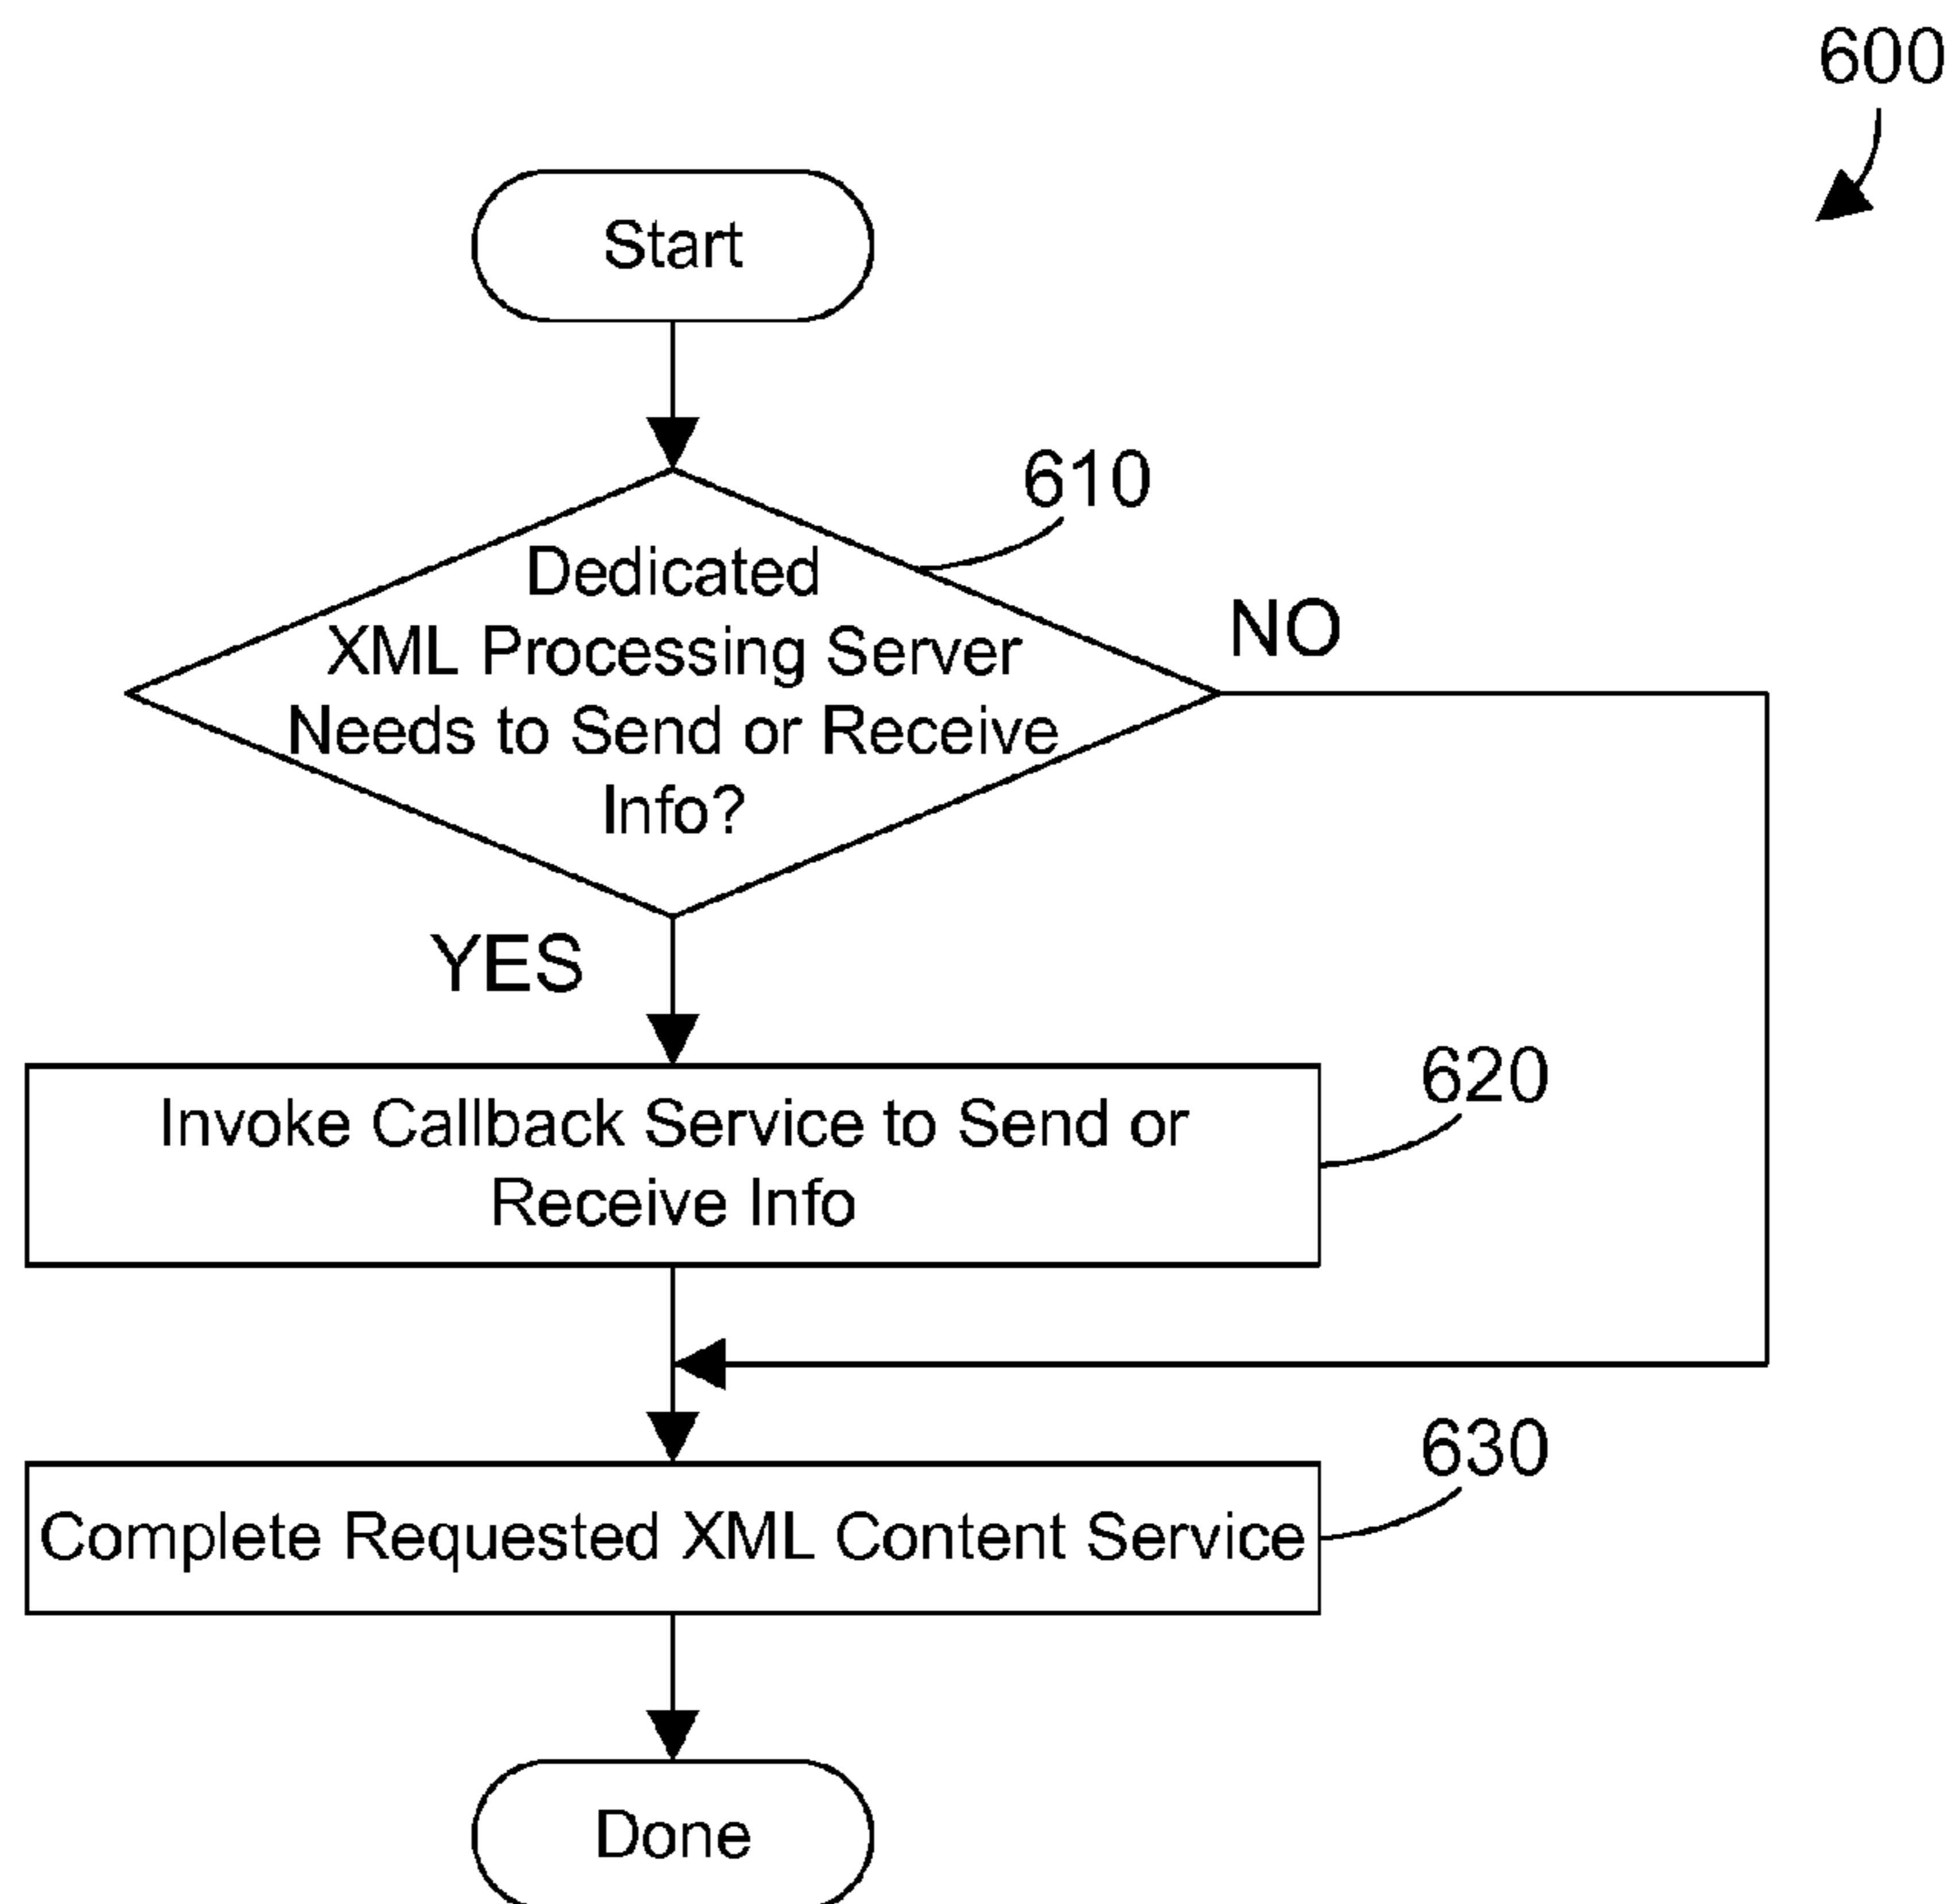 600
Start
610
Dedicated
XML Processing Server
Needs to Send or Receive
Info?
NO
YES
620
Invoke Callback Service to Send or
Receive Info
630
Complete Requested XML Content Service
Done